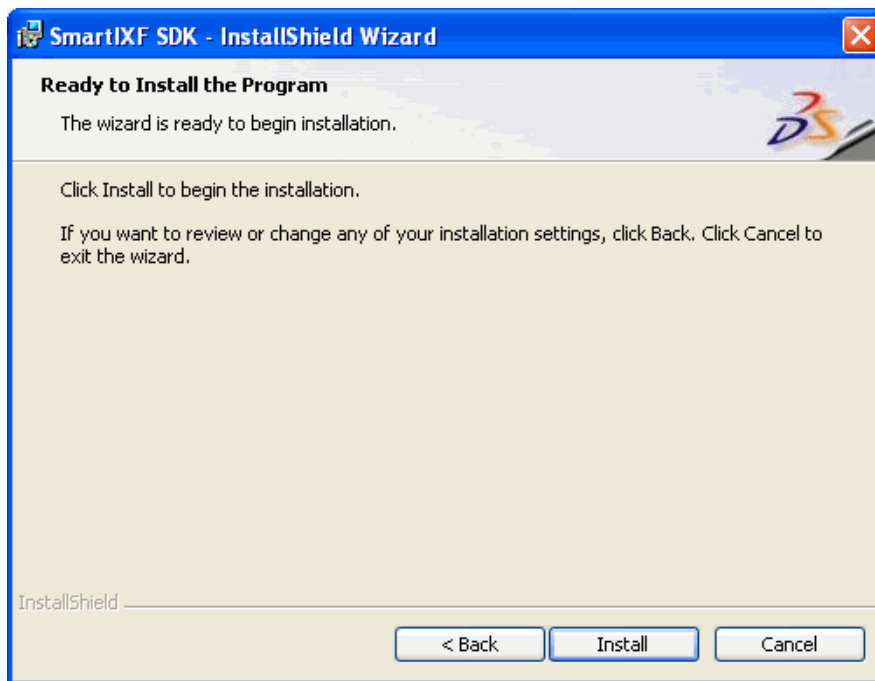 SmartIXF SDK - InstallShield Wizard
Ready to Install the Program
The wizard is ready to begin installation.
DS
Click Install to begin the installation.
If you want to review or change any of your installation settings, click Back. Click Cancel to
exit the wizard.
InstallShield
< Back
Install
Cancel